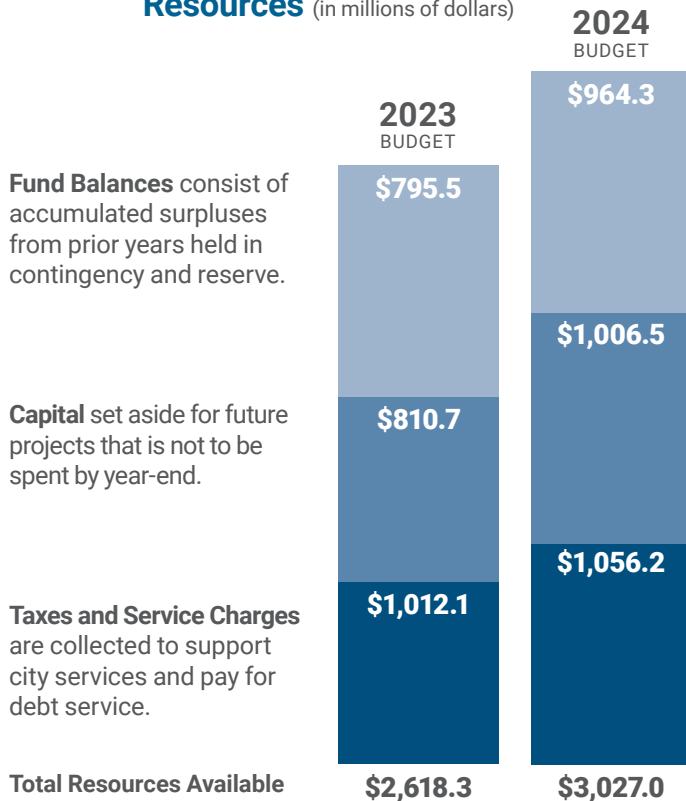 Resources (in millions of dollars)
2024
BUDGET
$964.3
2023
BUDGET
$795.5
Fund Balances consist of
accumulated surpluses
from prior years held in
contingency and reserve.
$1,006.5
$810.7
Capital set aside for future
projects that is not to be
spent by year-end.
$1,056.2
$1,012.1
Taxes and Service Charges
are collected to support
city services and pay for
debt service.
Total Resources Available $2,618.3 $3,027.0